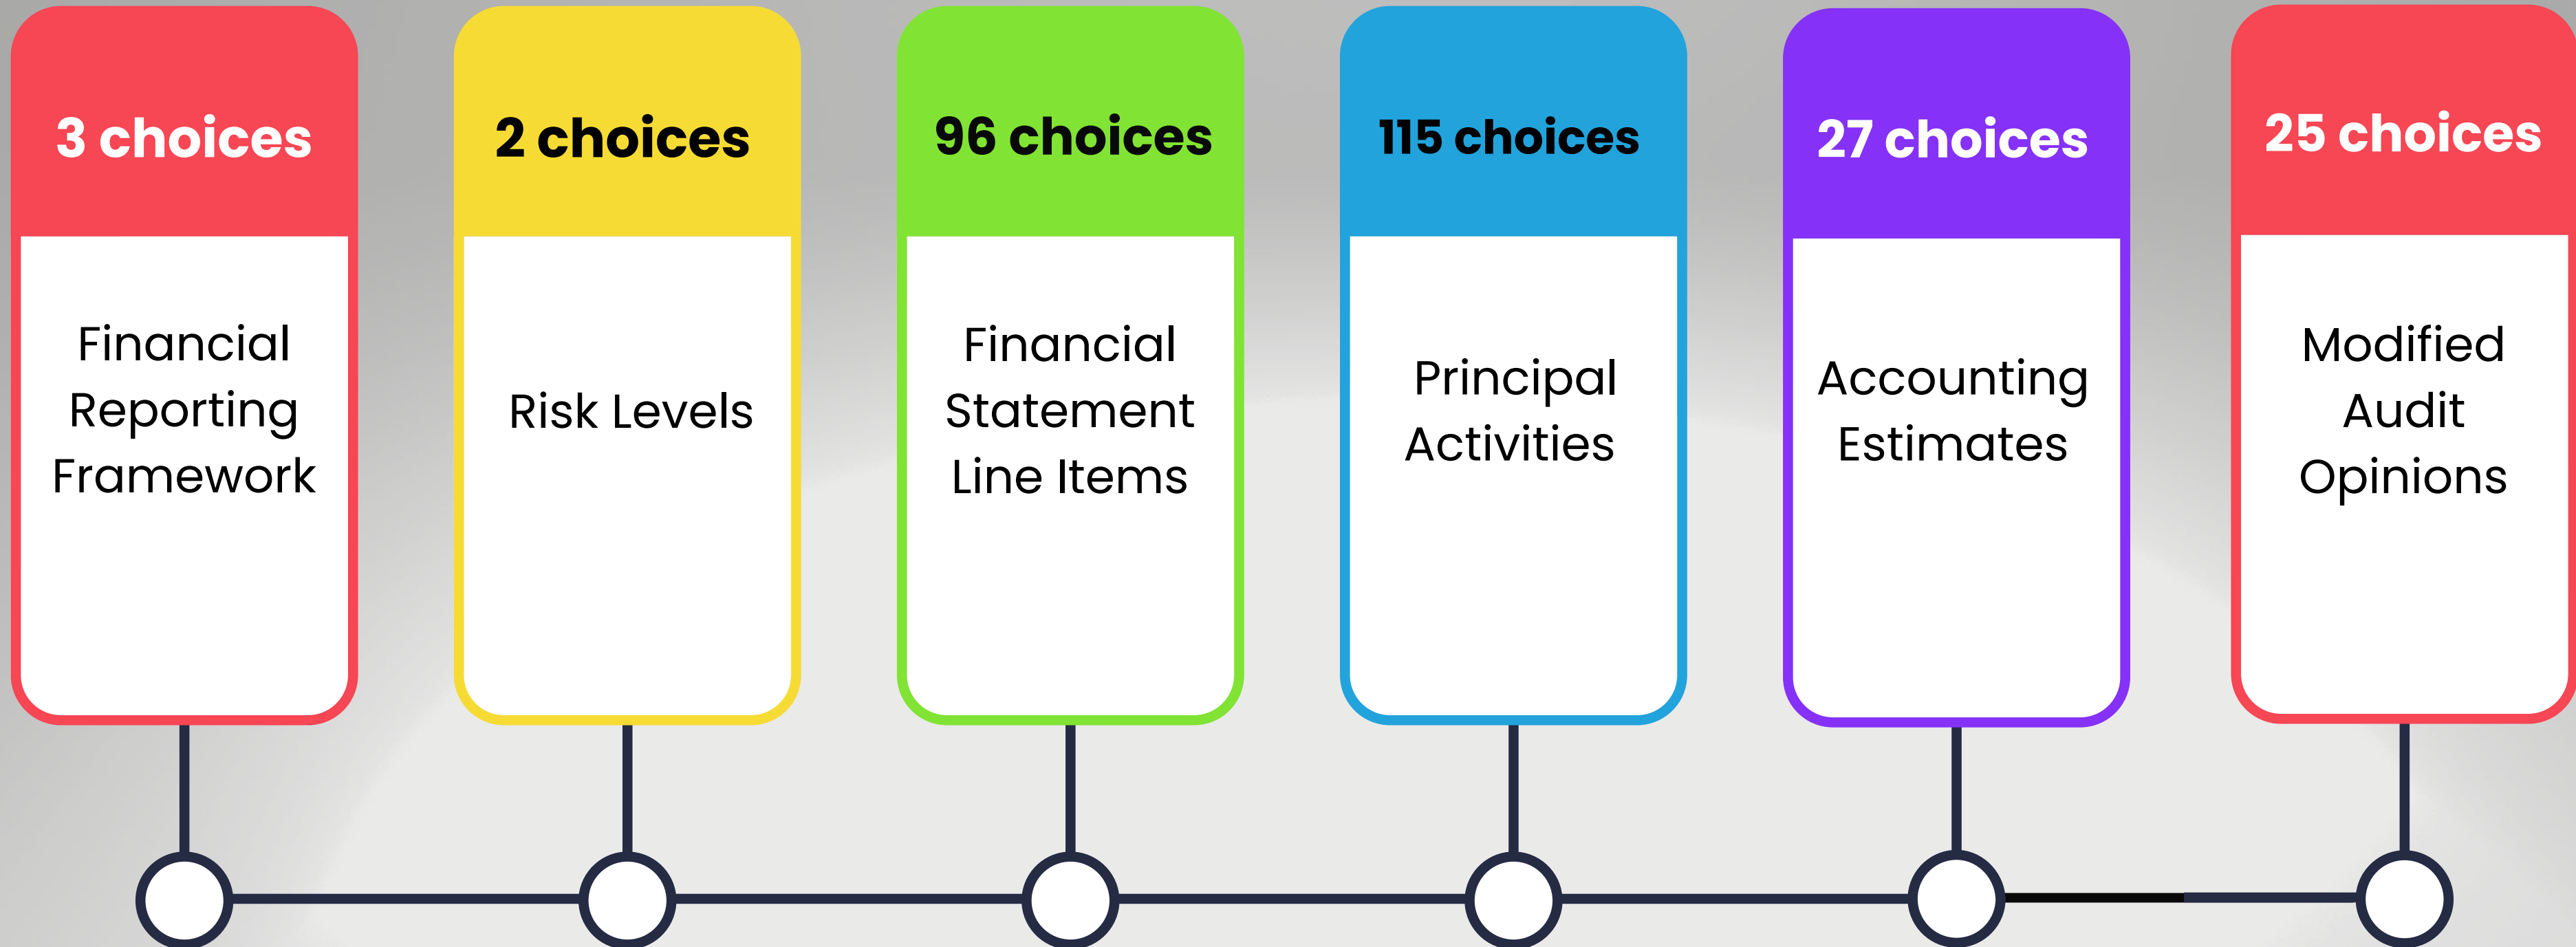 3 choices
Financial
Reporting
Framework
2 choices
Risk Levels
96 choices
Financial
Statement
Line Items
115 choices
Principal
Activities
27 choices
Accounting
Estimates
25 choices
Modified
Audit
Opinions